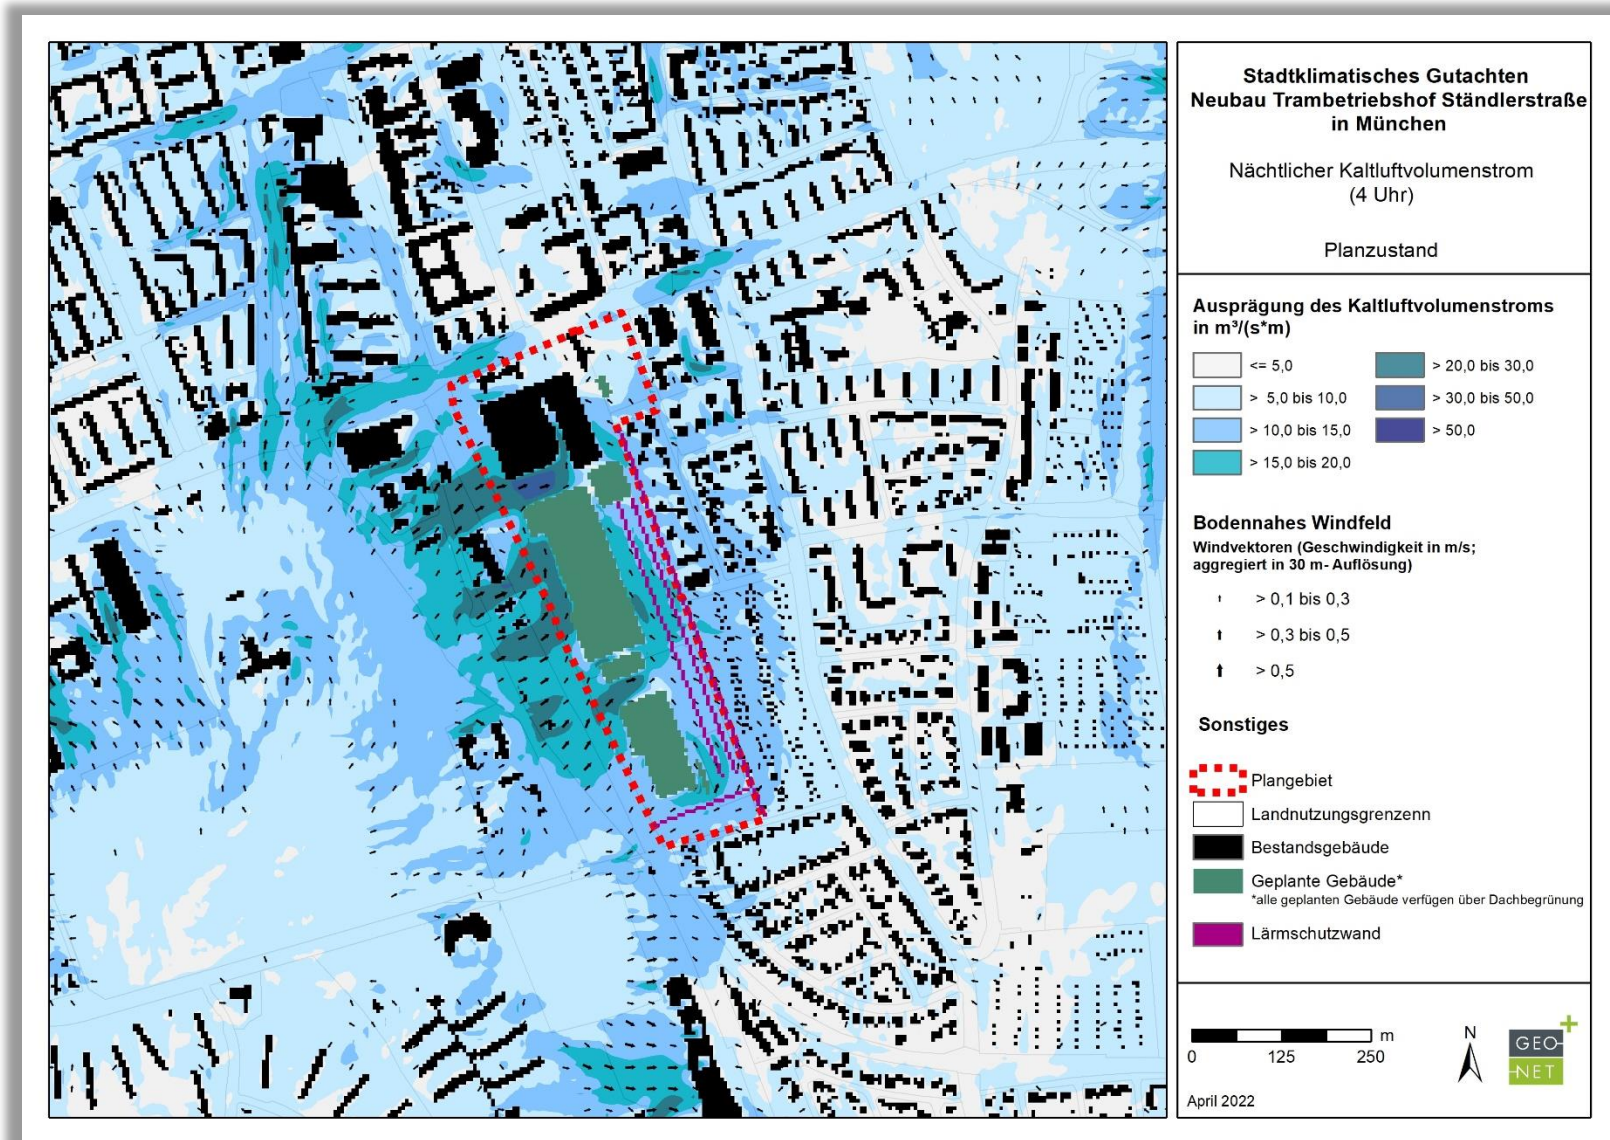 Stadtklimatisches Gutachten
Neubau Trambetriebshof Ständlerstraße
in München
Nächtlicher Kaltluftvolumenstrom
(4 Uhr)
Planzustand
Ausprägung des Kaltluftvolumenstroms
in m³/(s*m)
<= 5,0
> 5,0 bis 10,0
> 10,0 bis 15,0
> 15,0 bis 20,0
> 20,0 bis 30,0
> 30,0 bis 50,0
> 50,0
Bodennahes Windfeld
Windvektoren (Geschwindigkeit in m/s;
aggregiert in 30 m- Auflösung)
> 0,1 bis 0,3
> 0,3 bis 0,5
> 0,5
Sonstiges
Plangebiet
Landnutzungsgrenzenn
Bestandsgebäude
Geplante Gebäude*
*alle geplanten Gebäude verfügen über Dachbegrünung
Lärmschutzwand
m
0 125 250
N
GEO-
-NET
April 2022